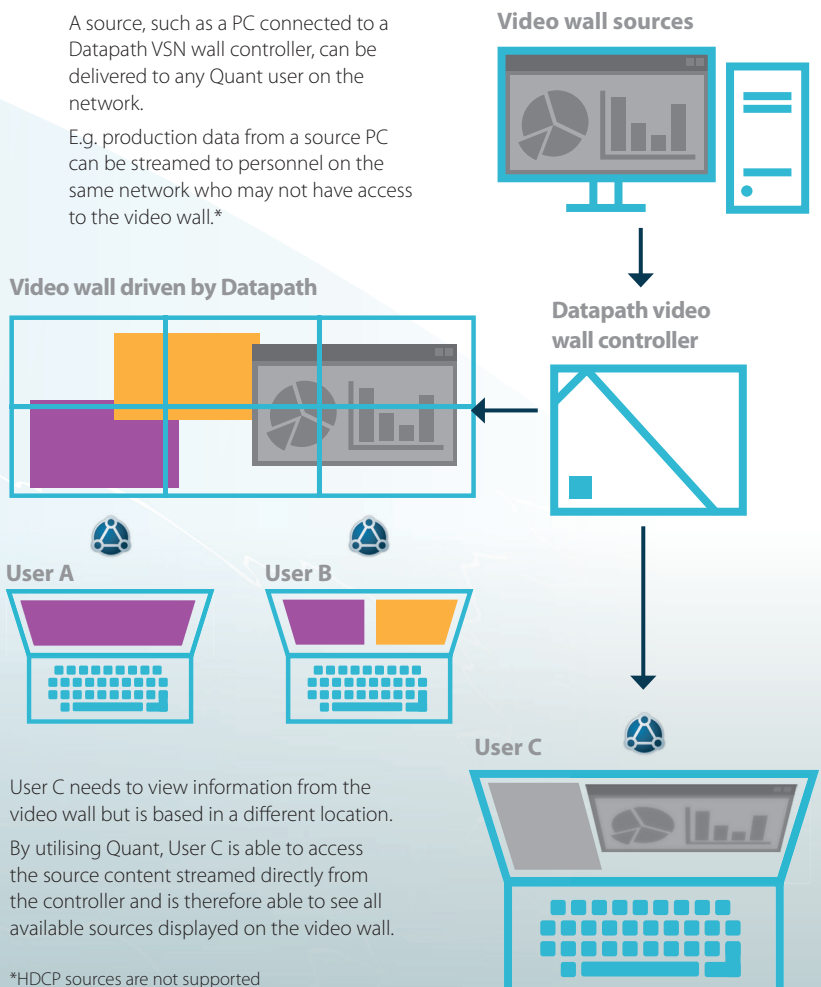 A source, such as a PC connected to a
Datapath VSN wall controller, can be
delivered to any Quant user on the
network.
E.g. production data from a source PC
can be streamed to personnel on the
same network who may not have access
to the video wall.*
Video wall sources
Video wall driven by Datapath
Datapath video
wall controller
User A
User B
User C
User C needs to view information from the
video wall but is based in a different location.
By utilising Quant, User C is able to access
the source content streamed directly from
the controller and is therefore able to see all
available sources displayed on the video wall.
*HDCP sources are not supported